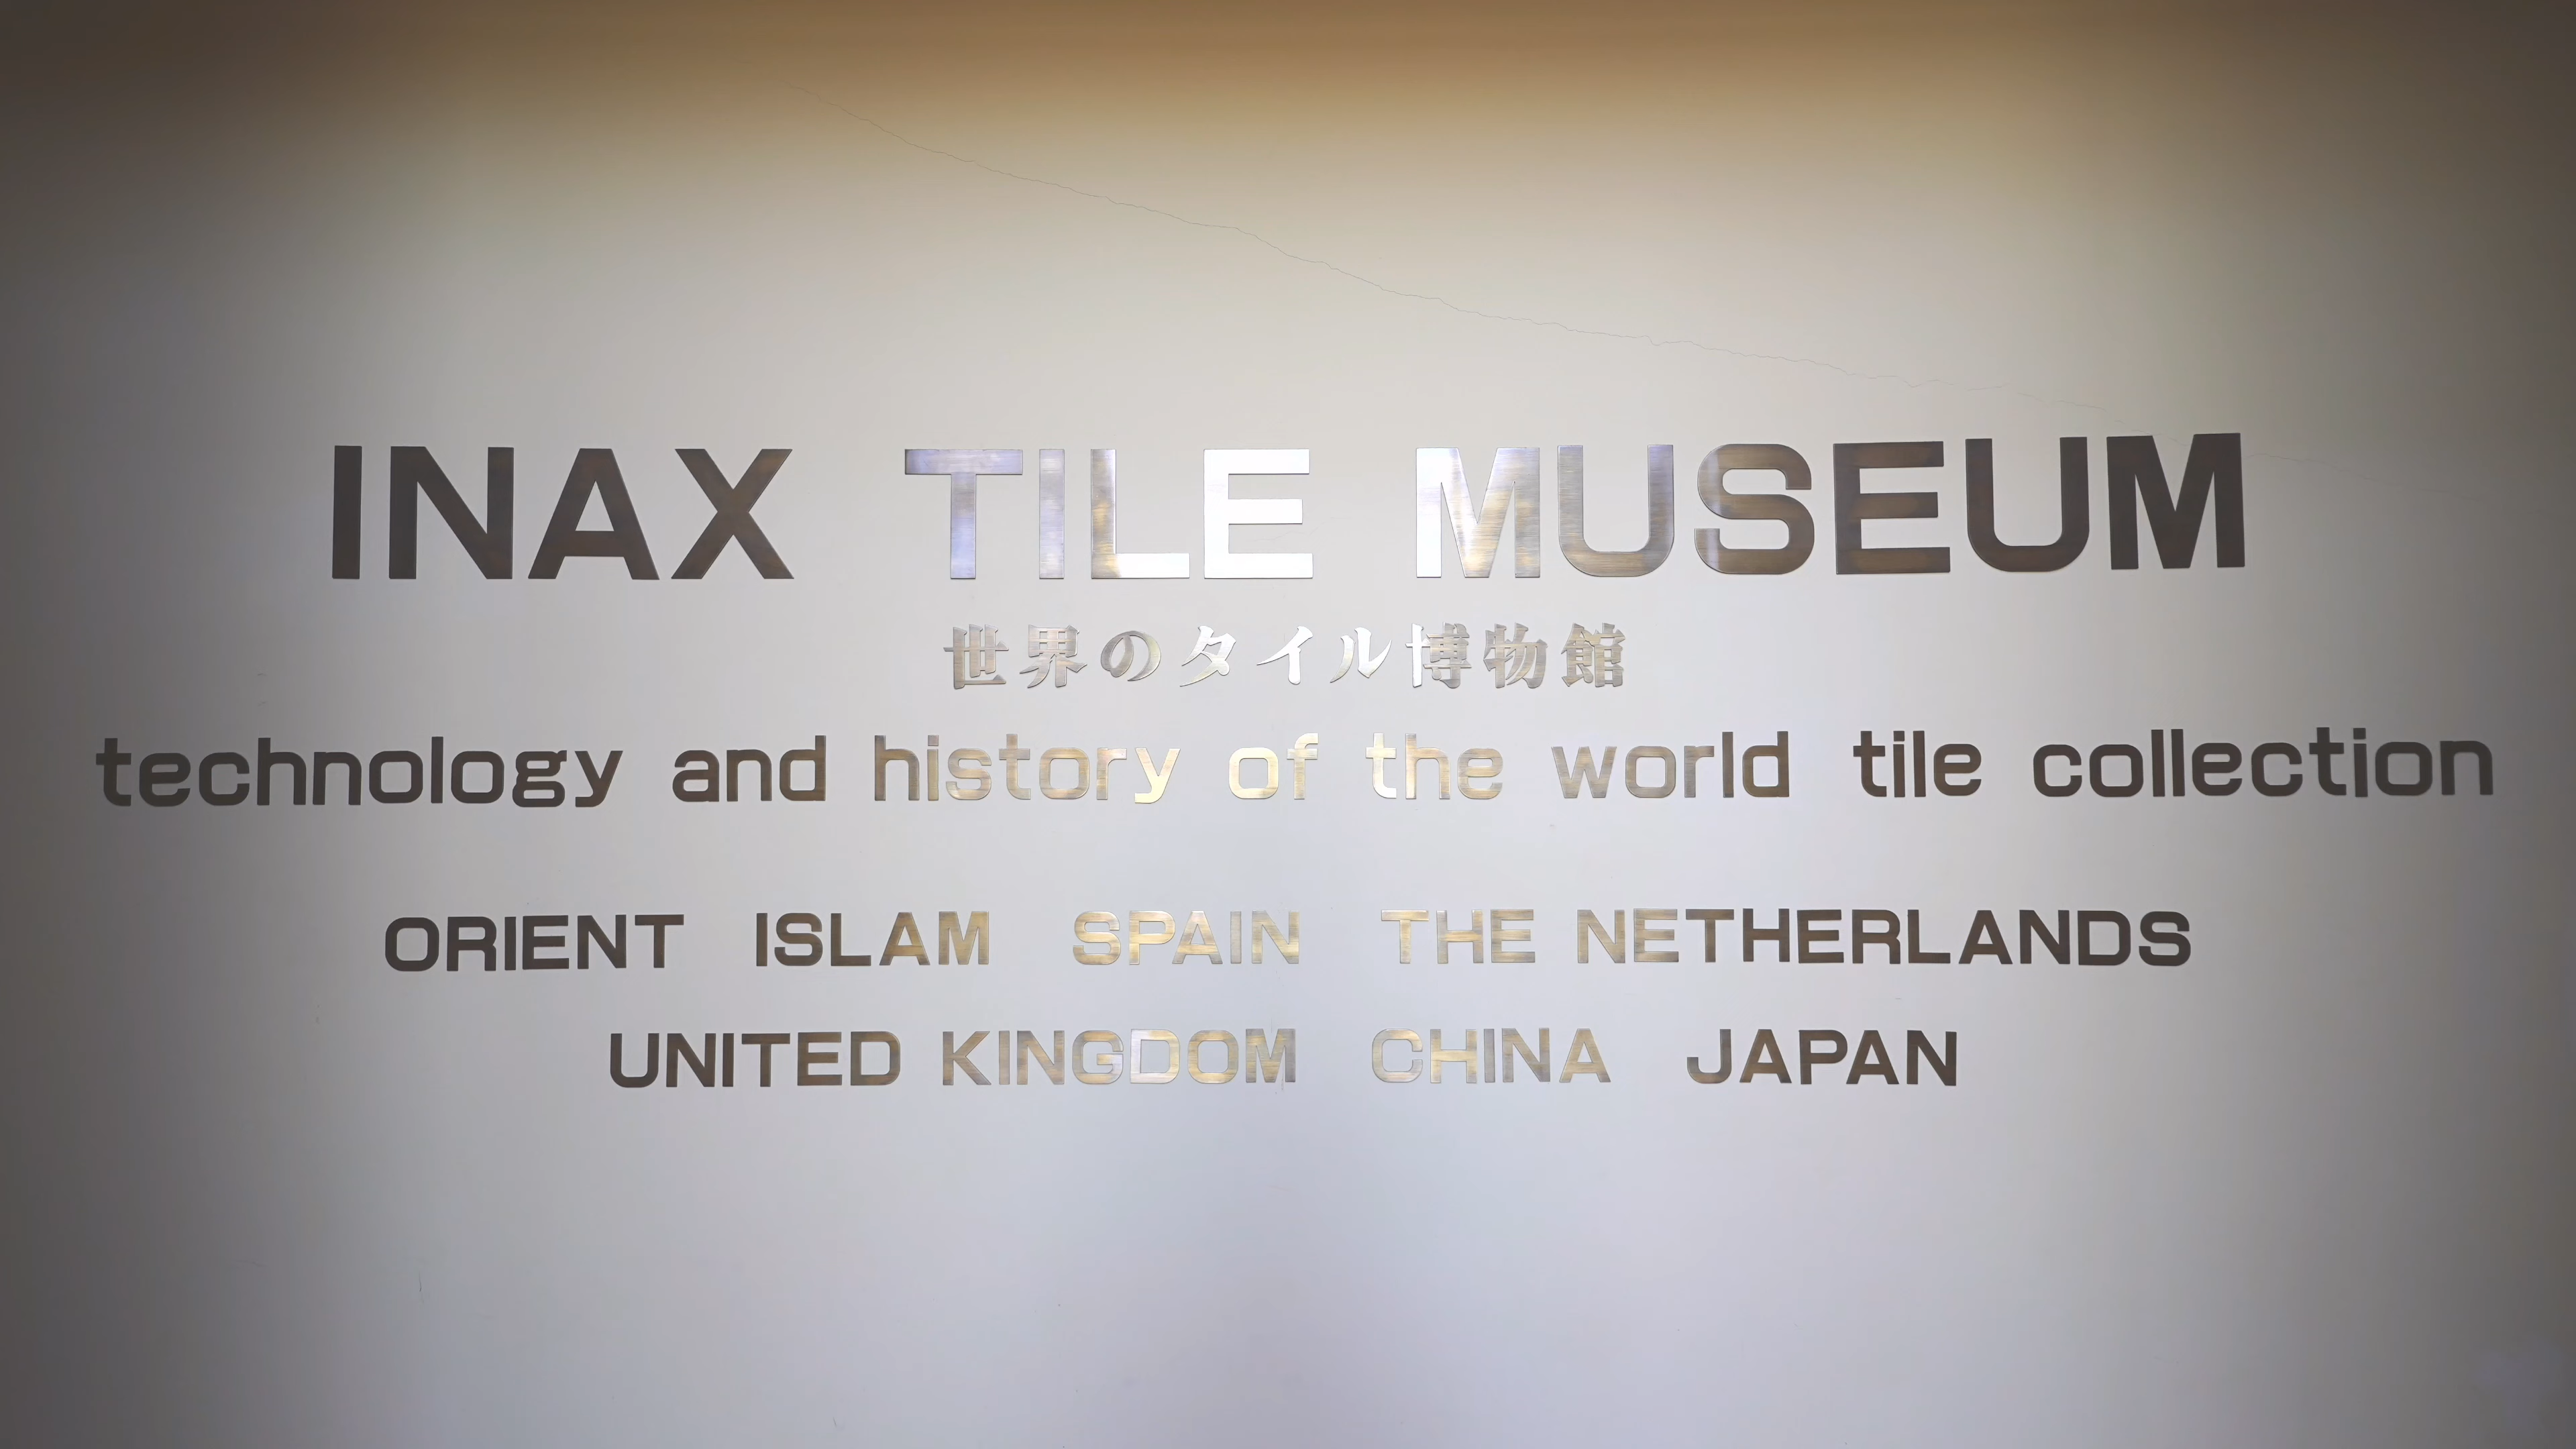 INAX TILE MUSEUM
世界のタイル博物館
technology and history of the world tile collection
ORIENT ISLAM SPAIN THE NETHERLANDS
UNITED KINGDOM CHINA JAPAN